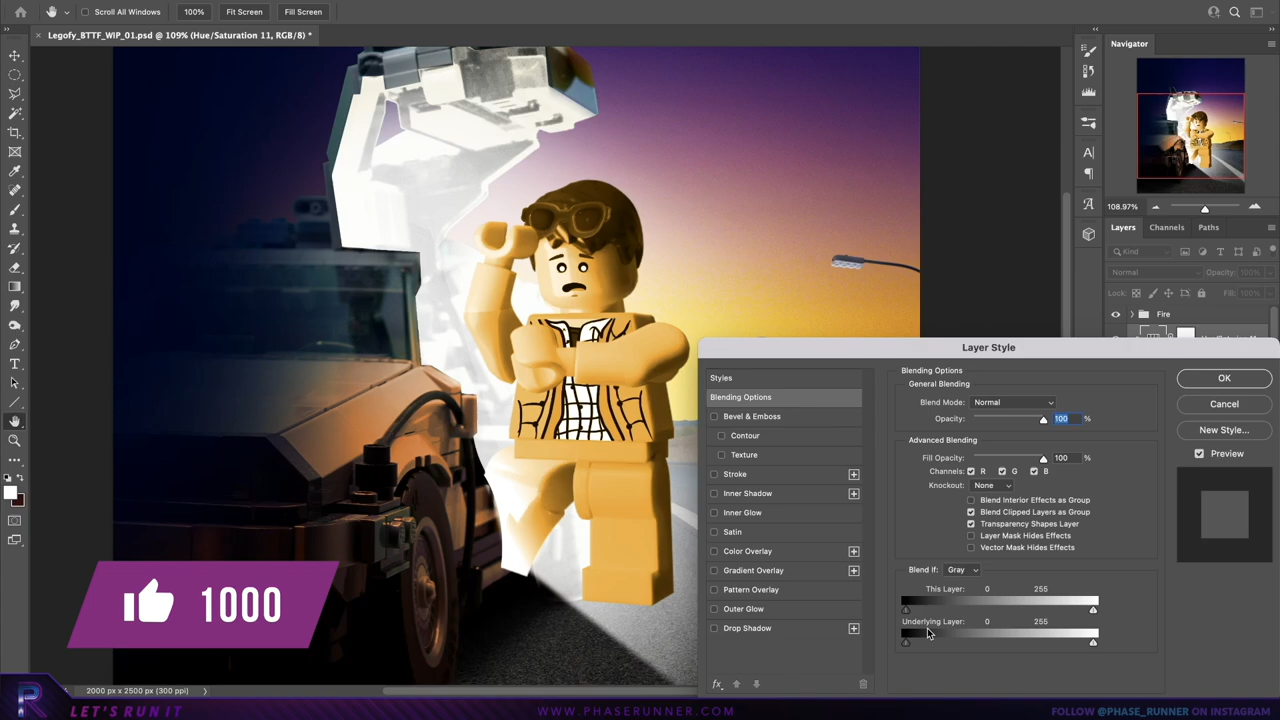 Scroll All Windows 100% Fit Screen Fill Screen
Legofy_BTTF_WIP_01.psd @ 109% (Hue/Saturation 11, RGB/8) *
Navigator
108.97%
Layers Channels Paths
Kind
Normal Opacity: 100%
Lock: Fill: 100%
Fire
Layer Style
Styles
Blending Options
Bevel & Emboss
Contour
Texture
Stroke
Inner Shadow
Inner Glow
Satin
Color Overlay
Gradient Overlay
Pattern Overlay
Outer Glow
Drop Shadow
fx
Blending Options
General Blending
Blend Mode: Normal
Opacity: 100 %
Advanced Blending
Fill Opacity: 100 %
Channels: R G B
Knockout: None
Blend Interior Effects as Group
Blend Clipped Layers as Group
Transparency Shapes Layer
Layer Mask Hides Effects
Vector Mask Hides Effects
Blend If: Gray
This Layer: 0 255
Underlying Layer: 0 255
OK
Cancel
New Style...
Preview
1000
2000 px x 2500 px (300 ppi)
R
LET'S RUN IT
WWW.PHASERUNNER.COM
FOLLOW @PHASE_RUNNER ON INSTAGRAM